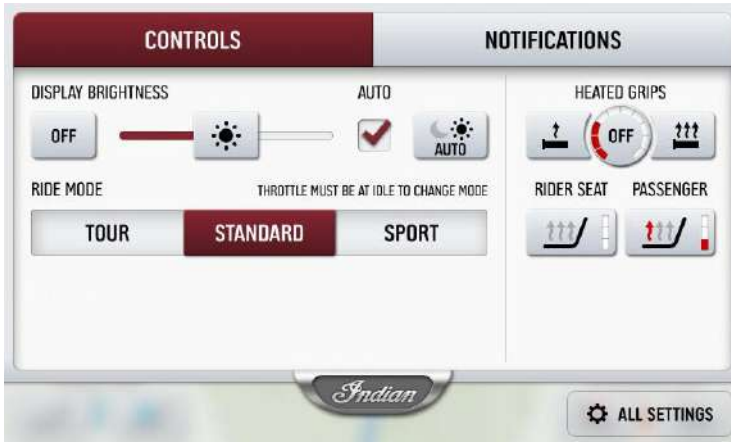 CONTROLS
NOTIFICATIONS
DISPLAY BRIGHTNESS
AUTO
OFF
AUTO
RIDE MODE
THROTTLE MUST BE AT IDLE TO CHANGE MODE
TOUR
STANDARD
SPORT
HEATED GRIPS
OFF
RIDER SEAT
PASSENGER
Indian
ALL SETTINGS